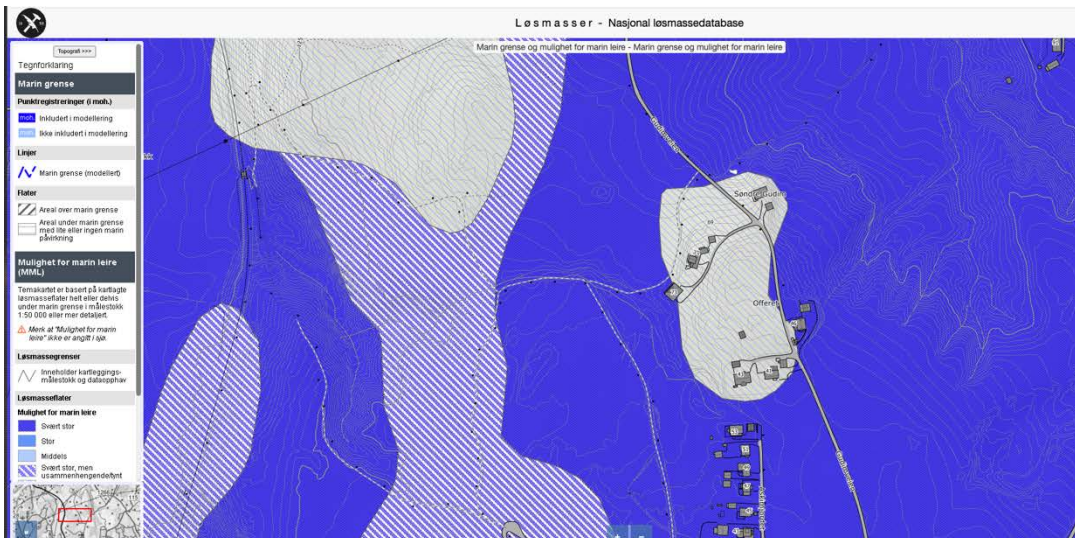 Løsmasser - Nasjonal løsmassedatabase
Marin grense og mulighet for marin leire - Marin grense og mulighet for marin leire
Topografi >>>
Tegnforklaring
Marin grense
Punktregistreringer (i moh.)
moh. Inkludert i modellering
moh. Ikke inkludert i modellering
Linjer
Marin grense (modellert)
Flater
Areal over marin grense
Areal under marin grense
med lite eller ingen marin
påvirkning
Mulighet for marin leire
(MML)
Temakartet er basert på kartlagte
løsmasseflater helt eller delvis
under marin grense i målestokk
1:50 000 eller mer detaljert.
Merk at "Mulighet for marin
leire" ikke er angitt i sjø.
Løsmassegrenser
Inneholder kartleggings-
målestokk og dataopphav
Løsmasseflater
Mulighet for marin leire
Svært stor
Stor
Middels
Svært stor, men
usammenhengende/tynt
Offeret